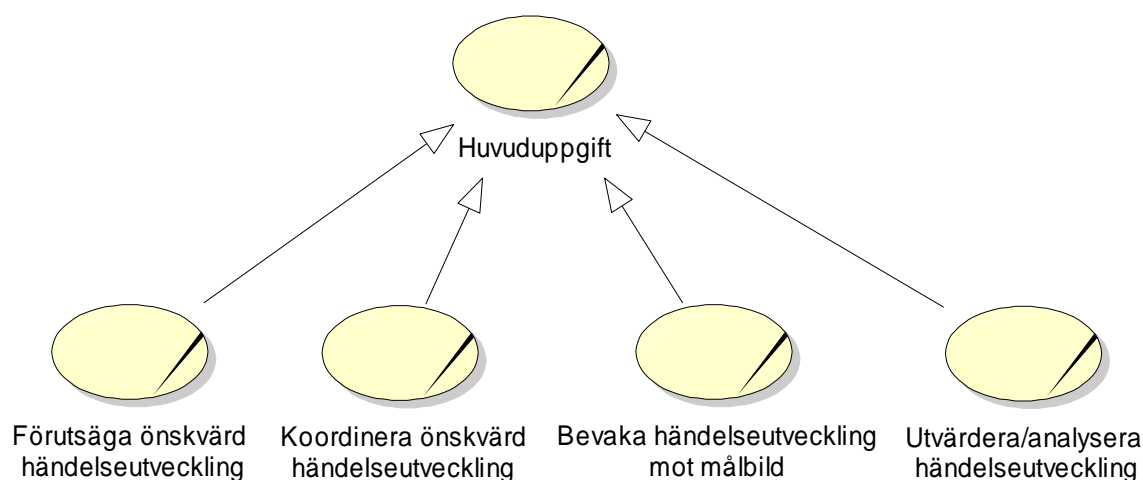 Huvuduppgift
Förutsäga önskvärd
händelseutveckling
Koordinera önskvärd
händelseutveckling
Bevaka händelseutveckling
mot målbild
Utvärdera/analysera
händelseutveckling